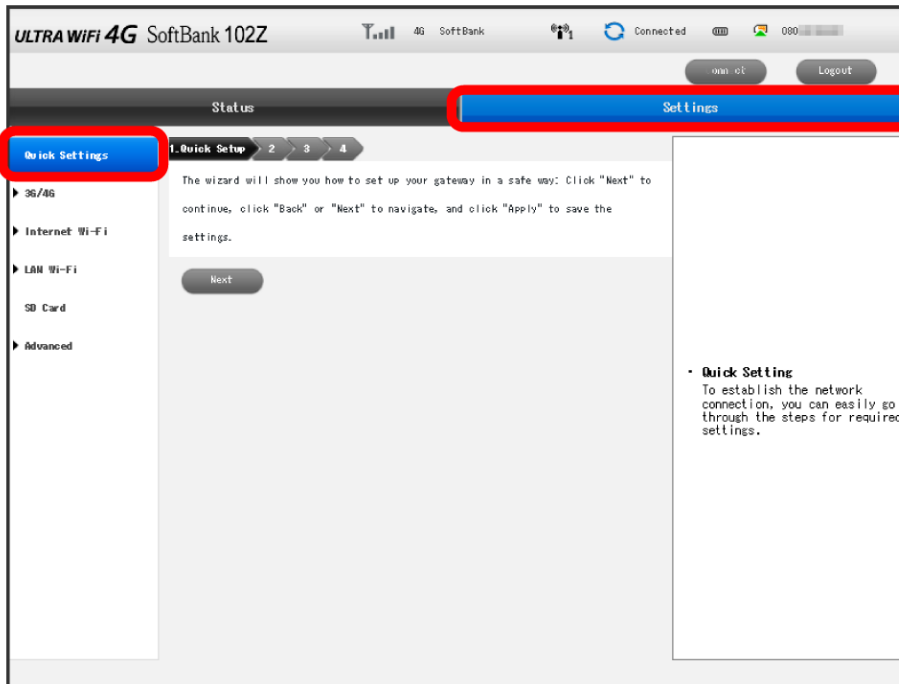 ULTRA WiFi 4G SoftBank 102Z
4G SoftBank
1
Connected
080
Logout
Status
Settings
Quick Settings
3G/4G
Internet Wi-Fi
LAN Wi-Fi
SD Card
Advanced
1.Quick Setup 2 3 4
The wizard will show you how to set up your gateway in a safe way: Click "Next" to
continue, click "Back" or "Next" to navigate, and click "Apply" to save the
settings.
Next
・ Quick Setting
To establish the network
connection, you can easily go
through the steps for required
settings.